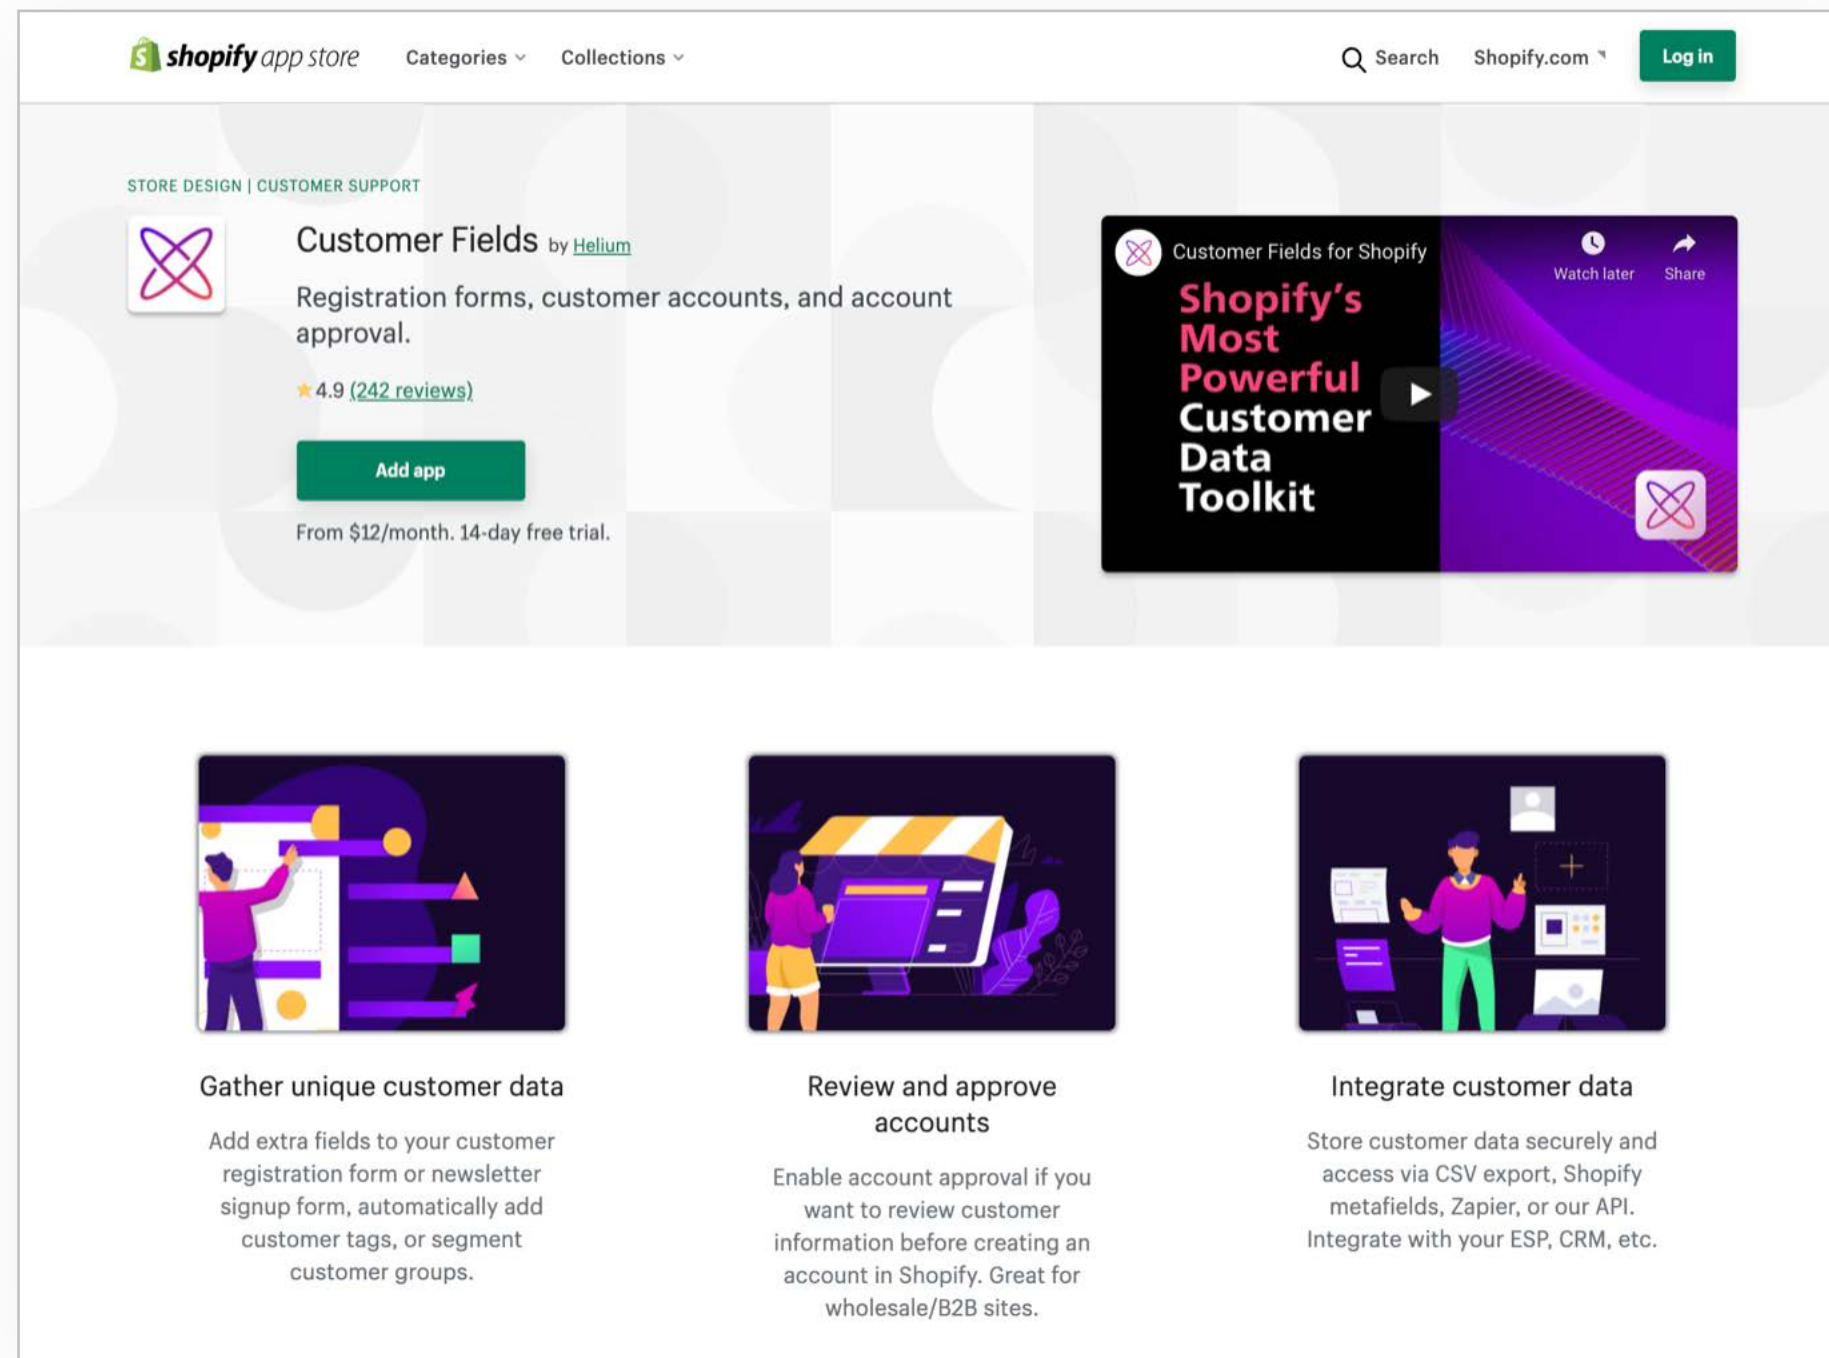 shopify app store
Categories
Collections
Search
Shopify.com
Log in
STORE DESIGN | CUSTOMER SUPPORT
Customer Fields by Helium
Registration forms, customer accounts, and account
approval.
4.9 (242 reviews)
Add app
From $12/month. 14-day free trial.
Customer Fields for Shopify
Watch later
Share
Shopify's
Most
Powerful
Customer
Data
Toolkit
Gather unique customer data
Add extra fields to your customer
registration form or newsletter
signup form, automatically add
customer tags, or segment
customer groups.
Review and approve
accounts
Enable account approval if you
want to review customer
information before creating an
account in Shopify. Great for
wholesale/B2B sites.
Integrate customer data
Store customer data securely and
access via CSV export, Shopify
metafields, Zapier, or our API.
Integrate with your ESP, CRM, etc.